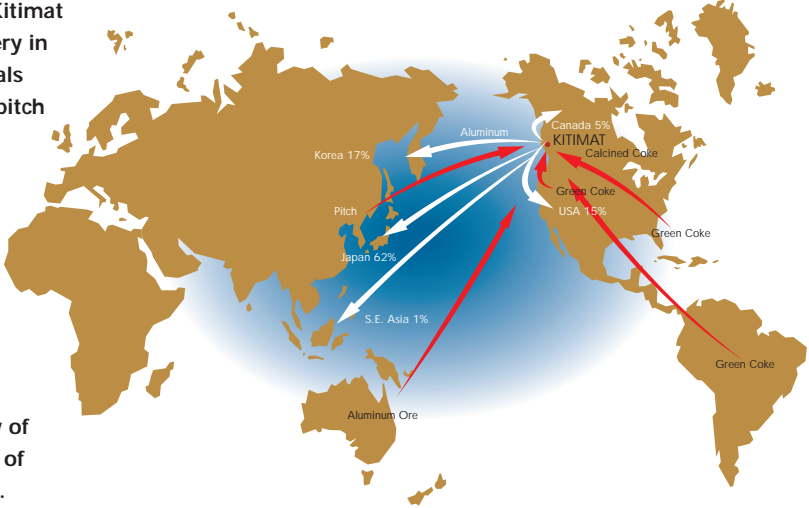 Kitimat
ery in
als
pitch
Aluminum
Canada 5%
KITIMAT
Korea 17%
Calcined Coke
Green Coke
Pitch
USA 15%
Green Coke
Japan 62%
S.E. Asia 1%
Green Coke
Aluminum Ore
of
of
.